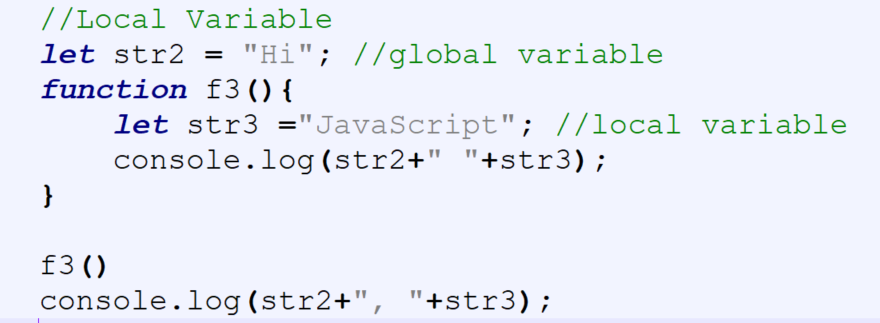 //Local Variable
let str2 = "Hi"; //global variable
function f3(){
    let str3 ="JavaScript"; //local variable
    console.log(str2+" "+str3);
}

f3()
console.log(str2+", "+str3);